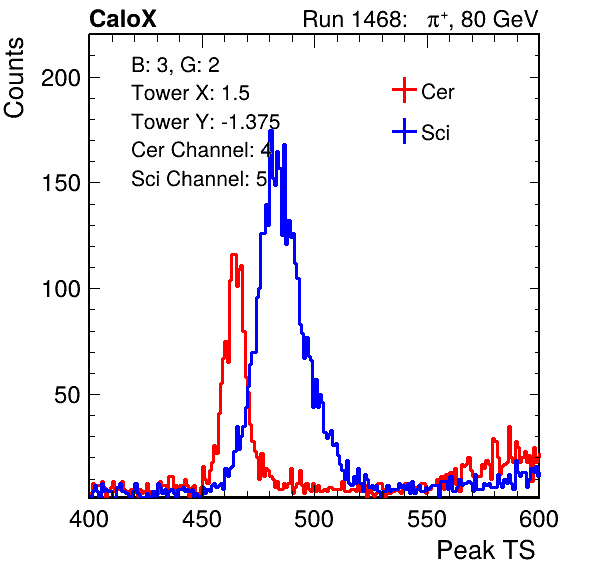 CaloX Run 1468: π+, 80 GeV
Counts
B: 3, G: 2
Tower X: 1.5
Tower Y: -1.375
Cer Channel: 4
Sci Channel: 5
Cer
Sci
200
150
100
50
400 450 500 550 600
Peak TS